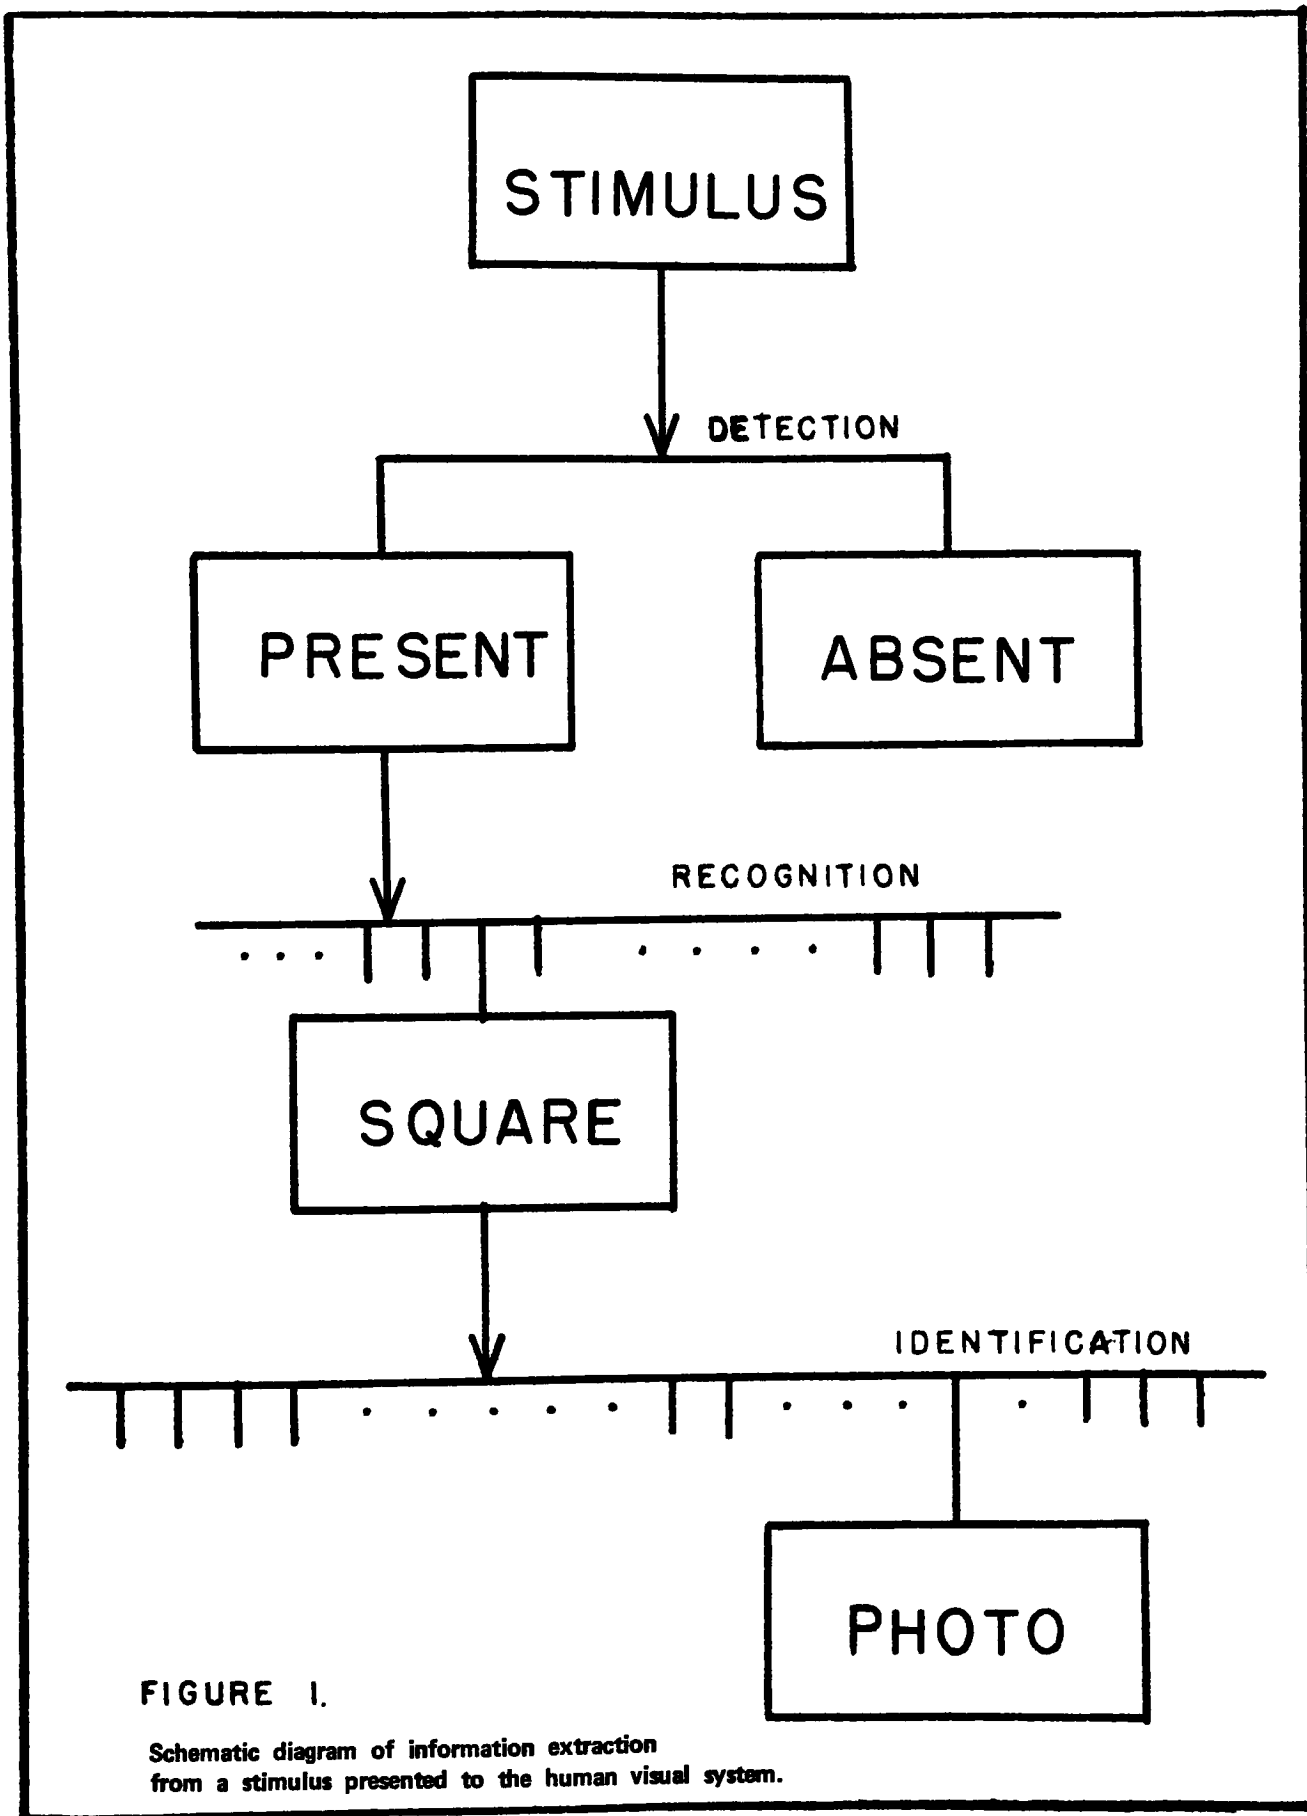 STIMULUS
DETECTION
PRESENT
ABSENT
RECOGNITION
SQUARE
IDENTIFICATION
PHOTO
FIGURE 1.
Schematic diagram of information extraction
from a stimulus presented to the human visual system.